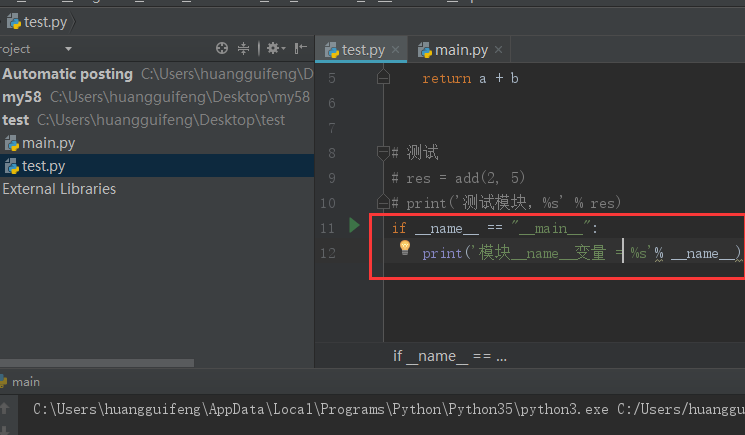 test.py
roject
Automatic posting C:\Users\huangguifeng\D
my58 C:\Users\huangguifeng\Desktop\my58
test C:\Users\huangguifeng\Desktop\test
main.py
test.py
External Libraries
test.py × main.py ×
5 return a + b
6
7
8 # 测试
9 # res = add(2, 5)
10 # print('测试模块, %s' % res)
11 if __name__ == "__main__":
12 print('模块__name__变量 = %s'% __name__)
if __name__ == ...
main
C:\Users\huangguifeng\AppData\Local\Programs\Python\Python35\python3.exe C:/Users/huanggu